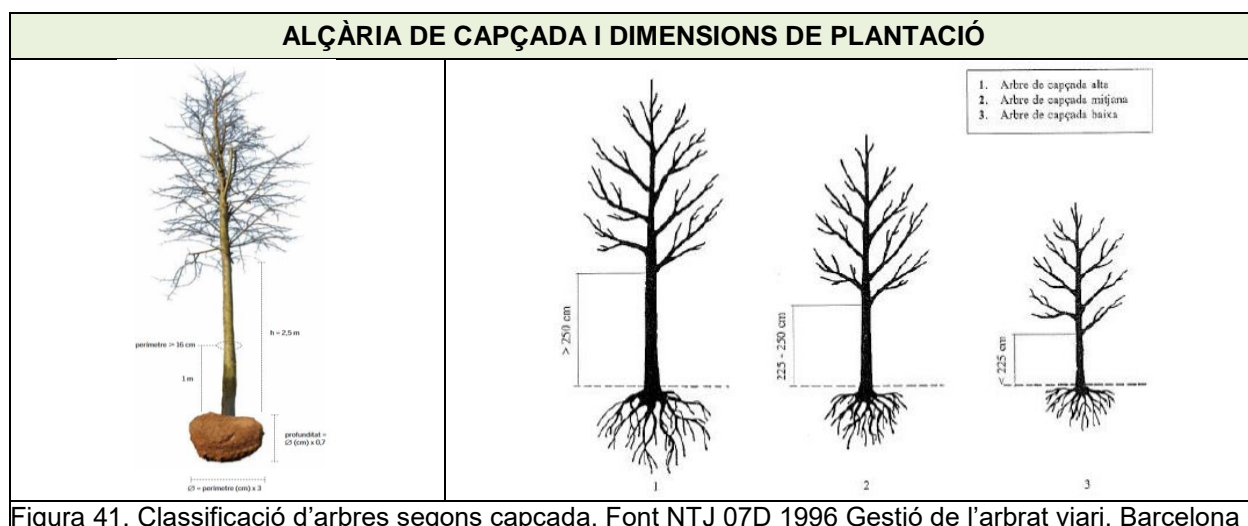 ALÇÀRIA DE CAPÇADA I DIMENSIONS DE PLANTACIÓ
h = 2,5 m
perímetre > 16 cm
1 m
profunditat =
∅ (cm) x 0,7
∅ = perímetre (cm) x 3
1. Arbre de capçada alta
2. Arbre de capçada mitjana
3. Arbre de capçada baixa
> 250 cm
225 - 250 cm
< 225 cm
1
2
3
Figura 41. Classificació d'arbres segons capçada. Font NTJ 07D 1996 Gestió de l'arbrat viari. Barcelona